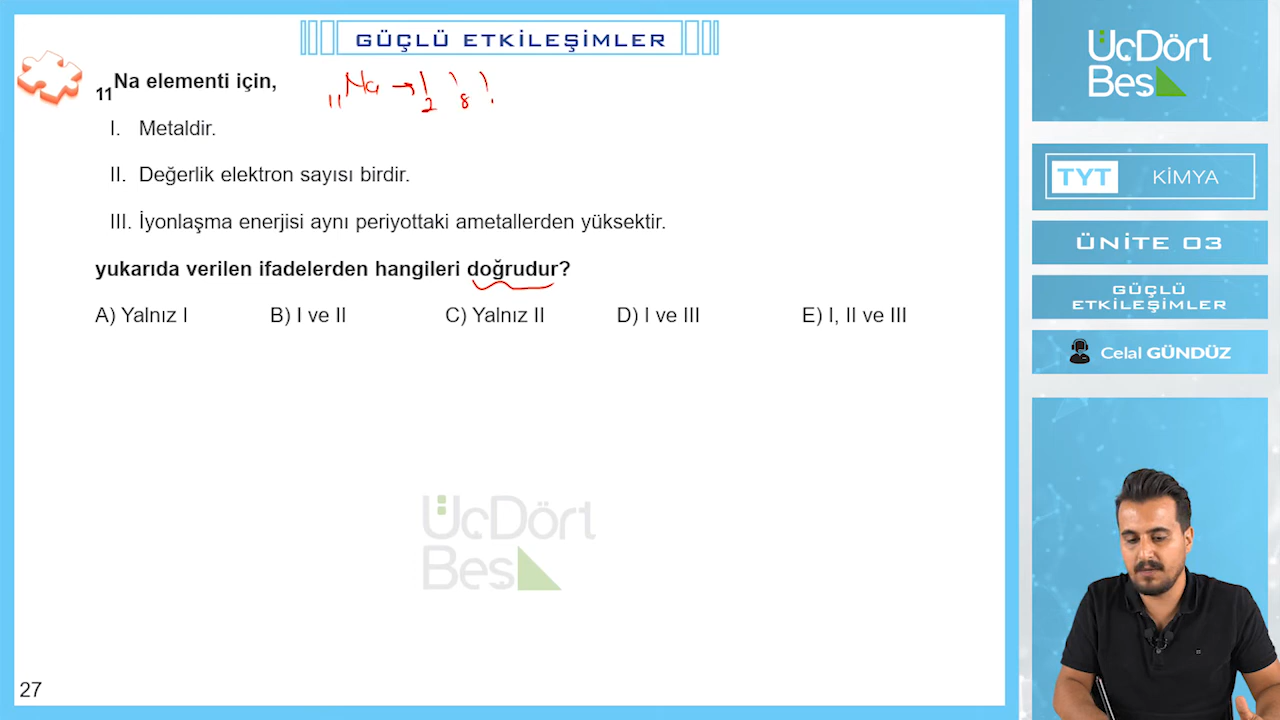 GÜÇLÜ ETKİLEŞİMLER
11Na elementi için,
11Na → ) ) )
2 8 1
I. Metaldir.
II. Değerlik elektron sayısı birdir.
III. İyonlaşma enerjisi aynı periyottaki ametallerden yüksektir.
yukarıda verilen ifadelerden hangileri doğrudur?
A) Yalnız I B) I ve II C) Yalnız II D) I ve III E) I, II ve III
ÜçDört
Beş
27
ÜçDört
Beş
TYT KİMYA
ÜNİTE 03
GÜÇLÜ
ETKİLEŞİMLER
Celal GÜNDÜZ